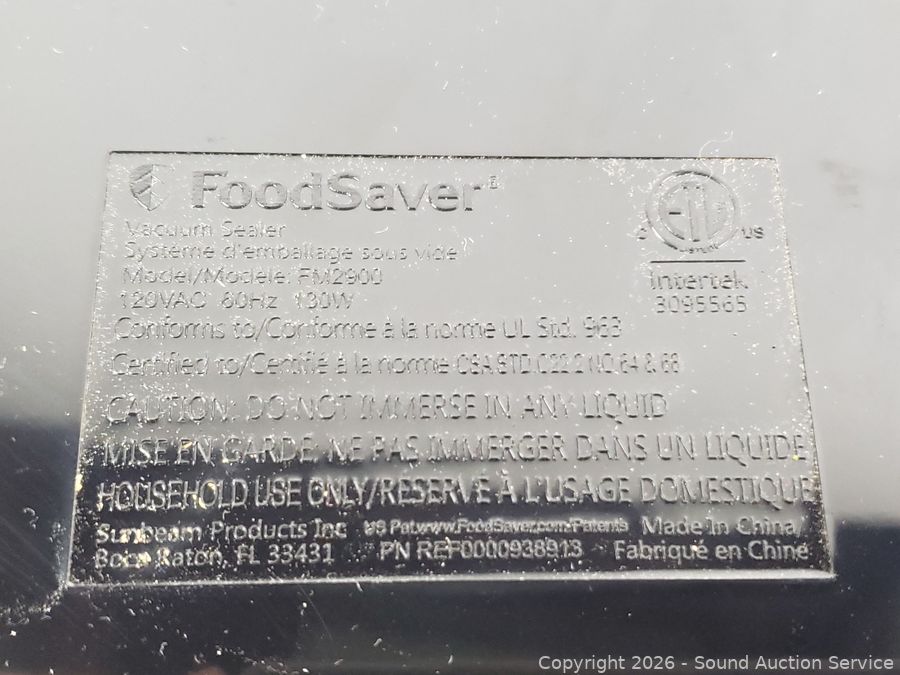 FoodSaver
Vacuum Sealer
Système d'emballage sous vide
Model/Modèle: FM2900
120VAC 60Hz 130W
ETL
C US
Intertek
3095565
Conforms to/Conforme à la norme UL Std. 963
Certified to/Certifié à la norme CSA STD C22.2 NO. 64 & 68
CAUTION: DO NOT IMMERSE IN ANY LIQUID
MISE EN GARDE: NE PAS IMMERGER DANS UN LIQUIDE
HOUSEHOLD USE ONLY/RÉSERVÉ À L'USAGE DOMESTIQUE
Sunbeam Products Inc US Pat.www.FoodSaver.com-Patents Made In China/
Boca Raton, FL 33431 PN REF0000938913 Fabriqué en Chine
Copyright 2026 - Sound Auction Service